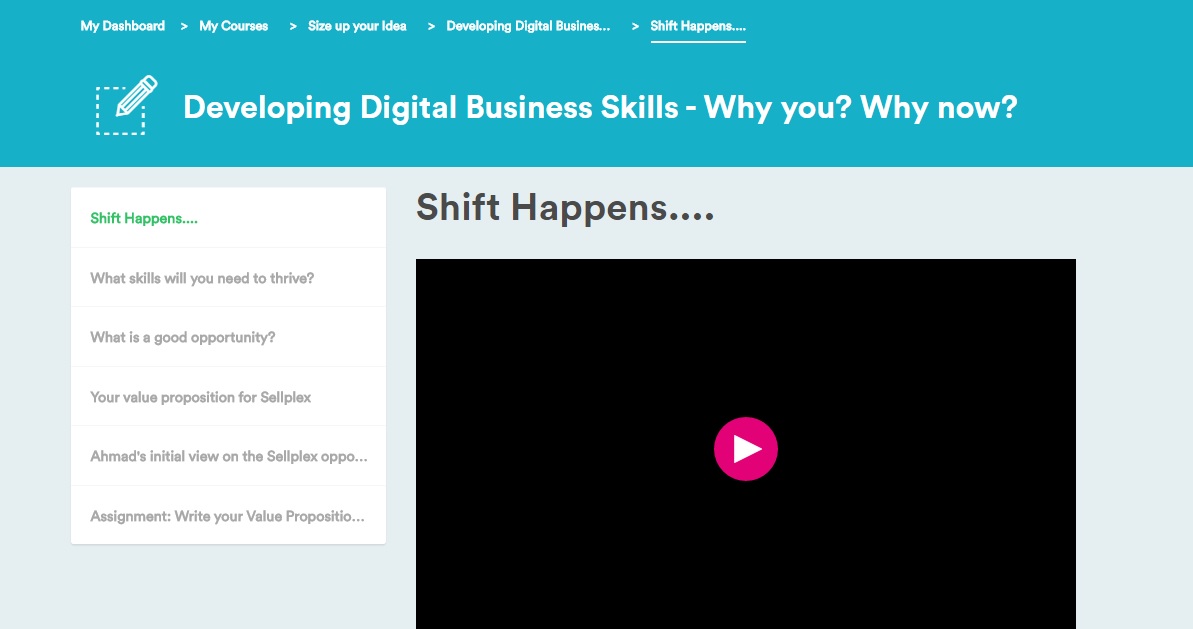 My Dashboard > My Courses > Size up your Idea > Developing Digital Busines... > Shift Happens....
Developing Digital Business Skills - Why you? Why now?
Shift Happens....
What skills will you need to thrive?
What is a good opportunity?
Your value proposition for Sellplex
Ahmad's initial view on the Sellplex oppo...
Assignment: Write your Value Propositio...
Shift Happens....